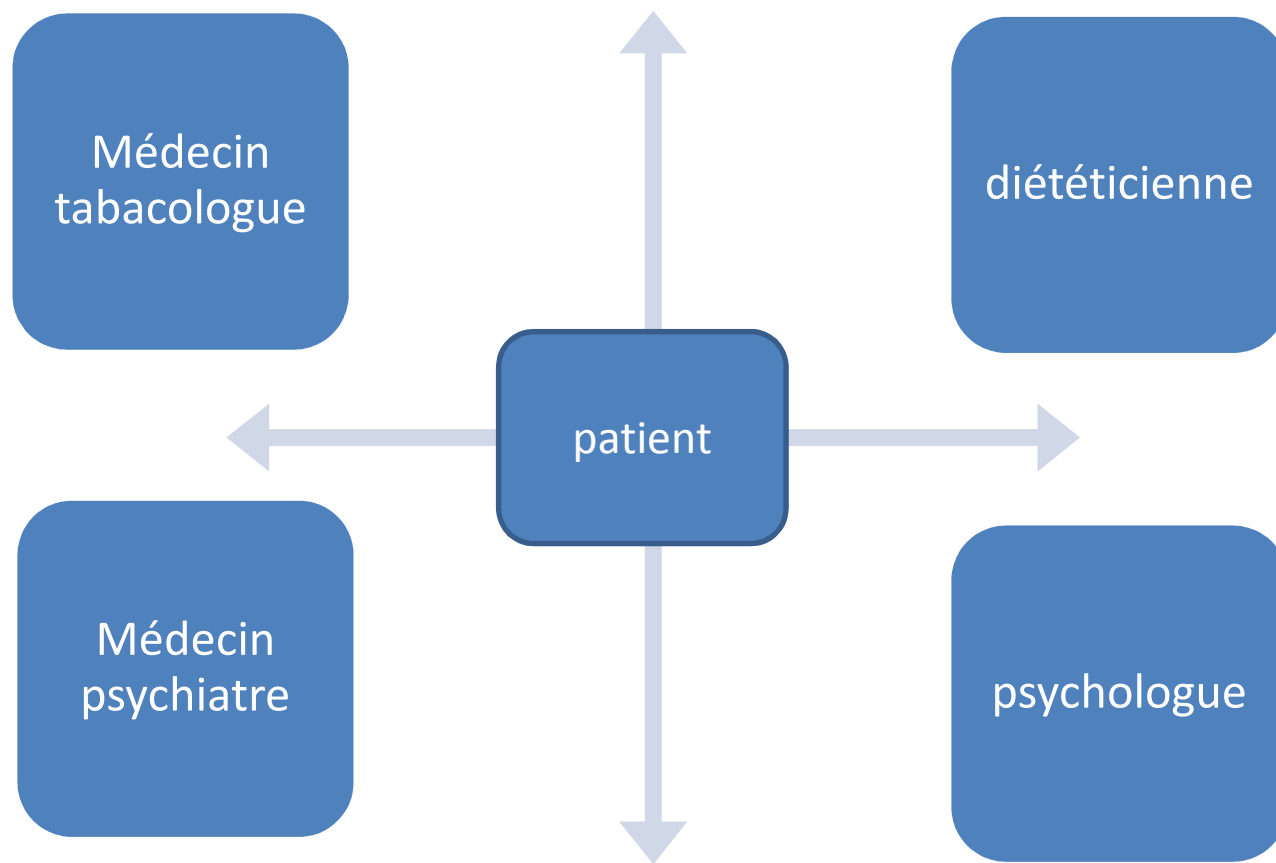 Médecin
tabacologue
diététicienne
patient
Médecin
psychiatre
psychologue